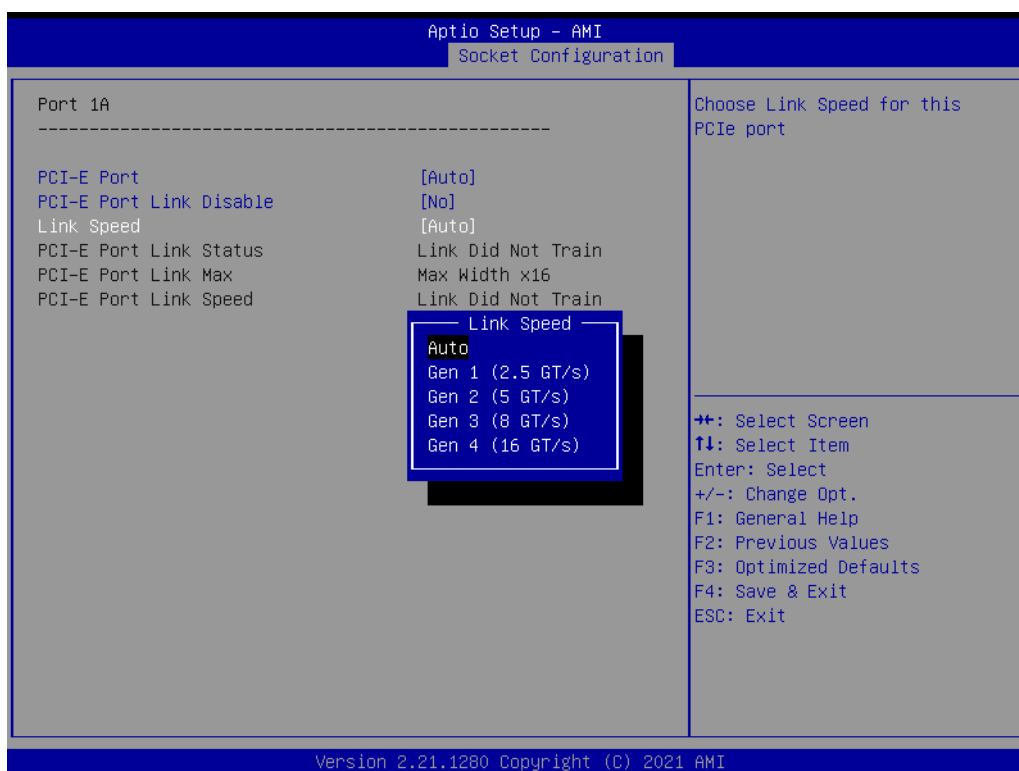 Aptio Setup – AMI
Socket Configuration
Port 1A
--------------------------------------------------
PCI-E Port [Auto]
PCI-E Port Link Disable [No]
Link Speed [Auto]
PCI-E Port Link Status Link Did Not Train
PCI-E Port Link Max Max Width x16
PCI-E Port Link Speed Link Did Not Train
Link Speed
Auto
Gen 1 (2.5 GT/s)
Gen 2 (5 GT/s)
Gen 3 (8 GT/s)
Gen 4 (16 GT/s)
Choose Link Speed for this
PCIe port
→←: Select Screen
↑↓: Select Item
Enter: Select
+/-: Change Opt.
F1: General Help
F2: Previous Values
F3: Optimized Defaults
F4: Save & Exit
ESC: Exit
Version 2.21.1280 Copyright (C) 2021 AMI